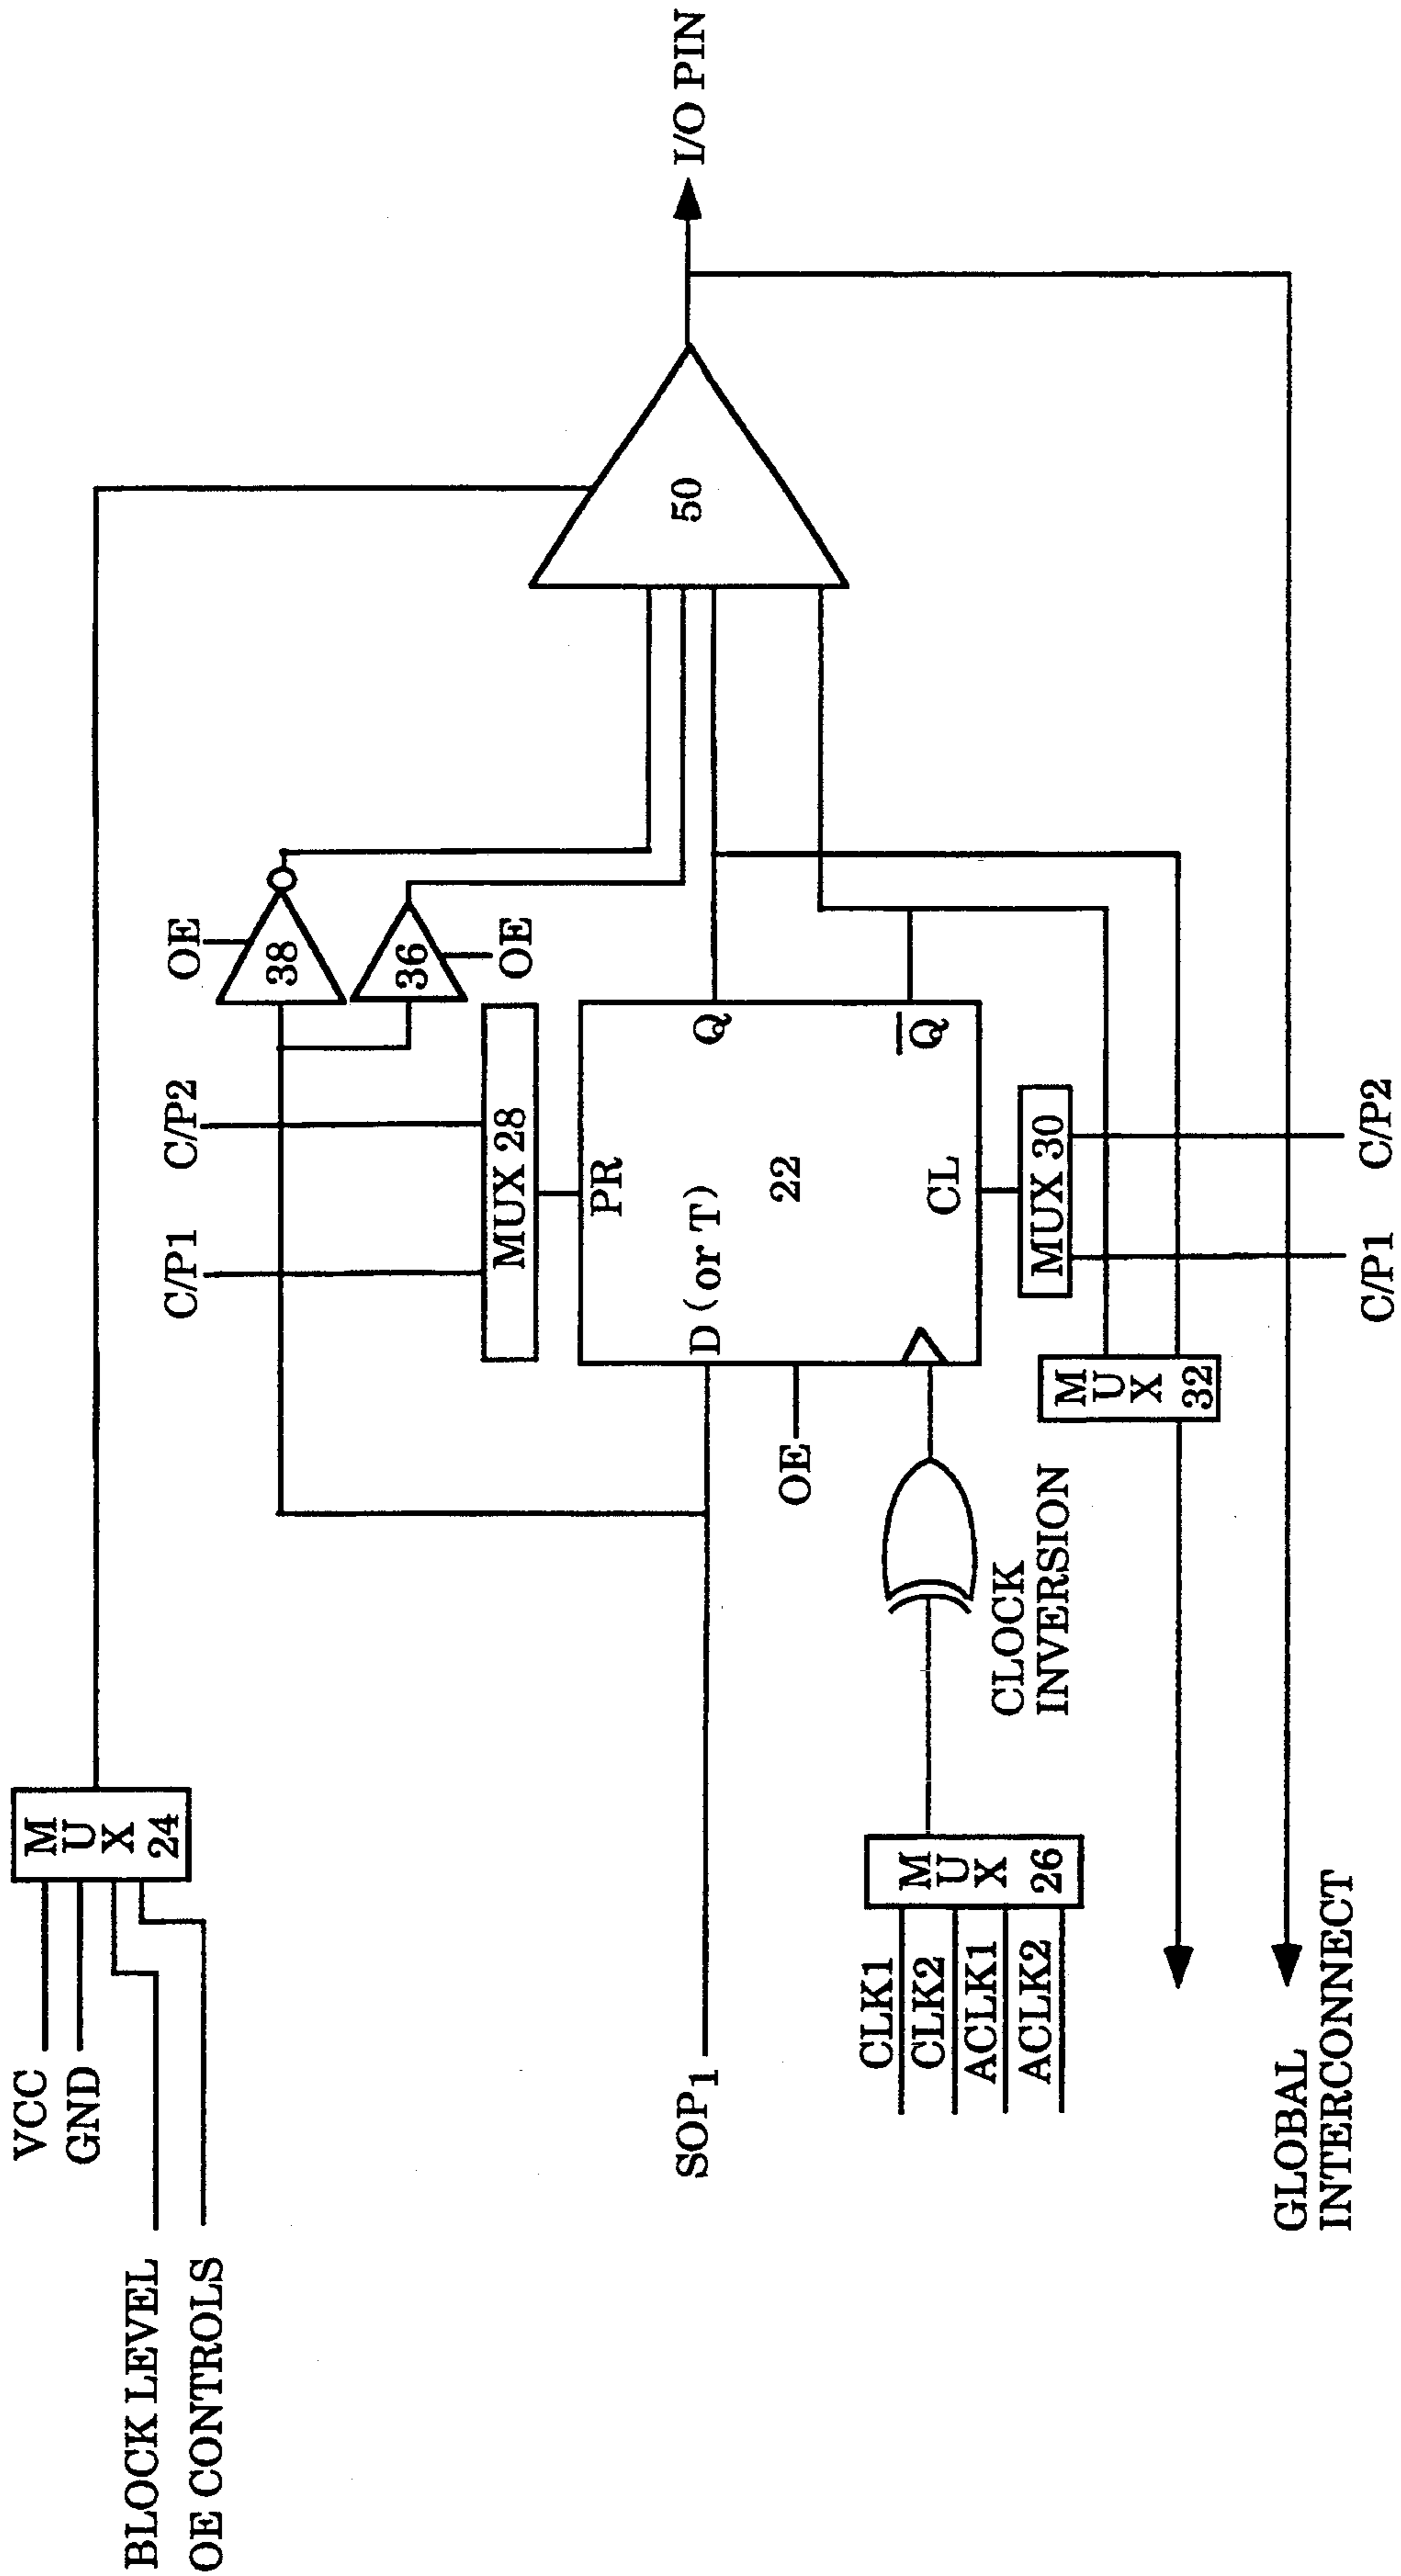 VCC
GND
BLOCK LEVEL
OE CONTROLS
M
U
X
24
C/P1
C/P2
OE
38
36
OE
MUX 28
SOP1
D (or T)
PR
Q
Q̅
22
CL
OE
50
I/O PIN
CLK1
CLK2
ACLK1
ACLK2
M
U
X
26
CLOCK
INVERSION
MUX 30
M
U
X
32
C/P1
C/P2
GLOBAL
INTERCONNECT